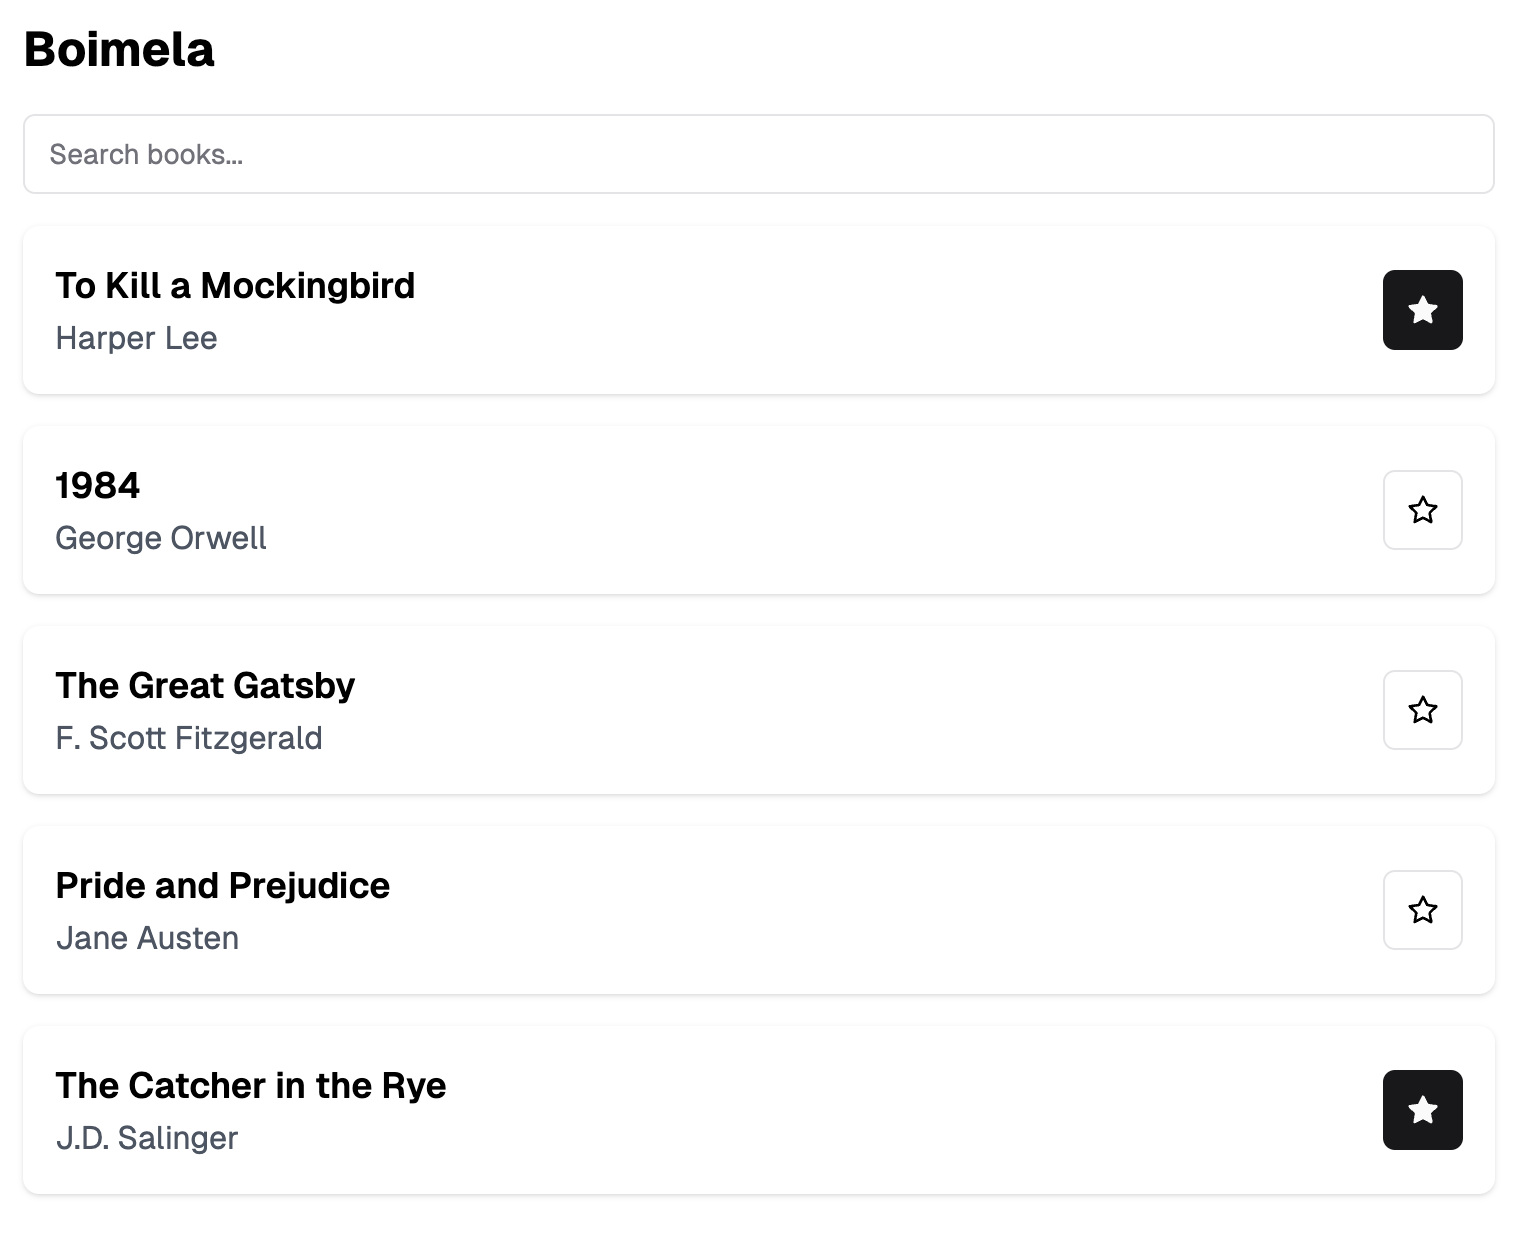 Boimela
Search books...
To Kill a Mockingbird
Harper Lee
1984
George Orwell
The Great Gatsby
F. Scott Fitzgerald
Pride and Prejudice
Jane Austen
The Catcher in the Rye
J.D. Salinger